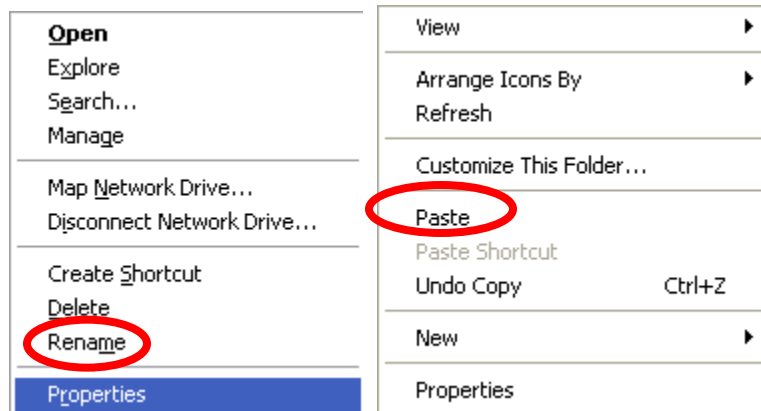 Open
Explore
Search...
Manage
Map Network Drive...
Disconnect Network Drive...
Create Shortcut
Delete
Rename
Properties
View
Arrange Icons By
Refresh
Customize This Folder...
Paste
Paste Shortcut
Undo Copy Ctrl+Z
New
Properties